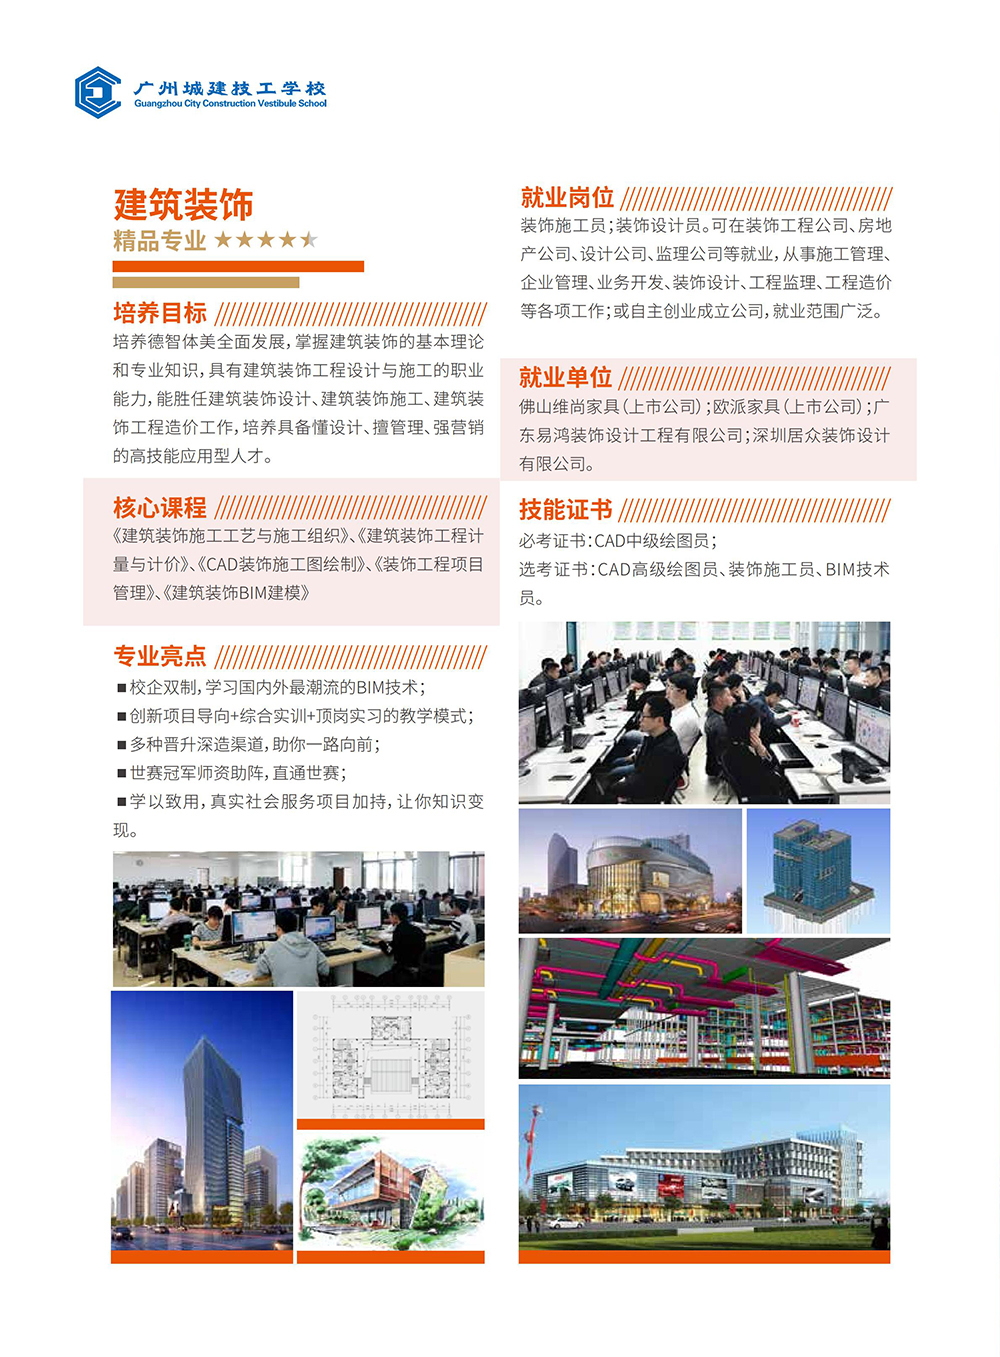 广州城建技工学校
Guangzhou City Construction Vestibule School
建筑装饰
精品专业
培养目标
培养德智体美全面发展，掌握建筑装饰的基本理论
和专业知识，具有建筑装饰工程设计与施工的职业
能力，能胜任建筑装饰设计、建筑装饰施工、建筑装
饰工程造价工作，培养具备懂设计、擅管理、强营销
的高技能应用型人才。
核心课程
《建筑装饰施工工艺与施工组织》、《建筑装饰工程计
量与计价》、《CAD装饰施工图绘制》、《装饰工程项目
管理》、《建筑装饰BIM建模》
专业亮点
■校企双制，学习国内外最潮流的BIM技术；
■创新项目导向+综合实训+顶岗实习的教学模式；
■多种晋升深造渠道，助你一路向前；
■世赛冠军师资助阵，直通世赛；
■学以致用，真实社会服务项目加持，让你知识变
现。
就业岗位
装饰施工员；装饰设计员。可在装饰工程公司、房地
产公司、设计公司、监理公司等就业，从事施工管理、
企业管理、业务开发、装饰设计、工程监理、工程造价
等各项工作；或自主创业成立公司，就业范围广泛。
就业单位
佛山维尚家具（上市公司）；欧派家具（上市公司）；广
东易鸿装饰设计工程有限公司；深圳居众装饰设计
有限公司。
技能证书
必考证书：CAD中级绘图员；
选考证书：CAD高级绘图员、装饰施工员、BIM技术
员。